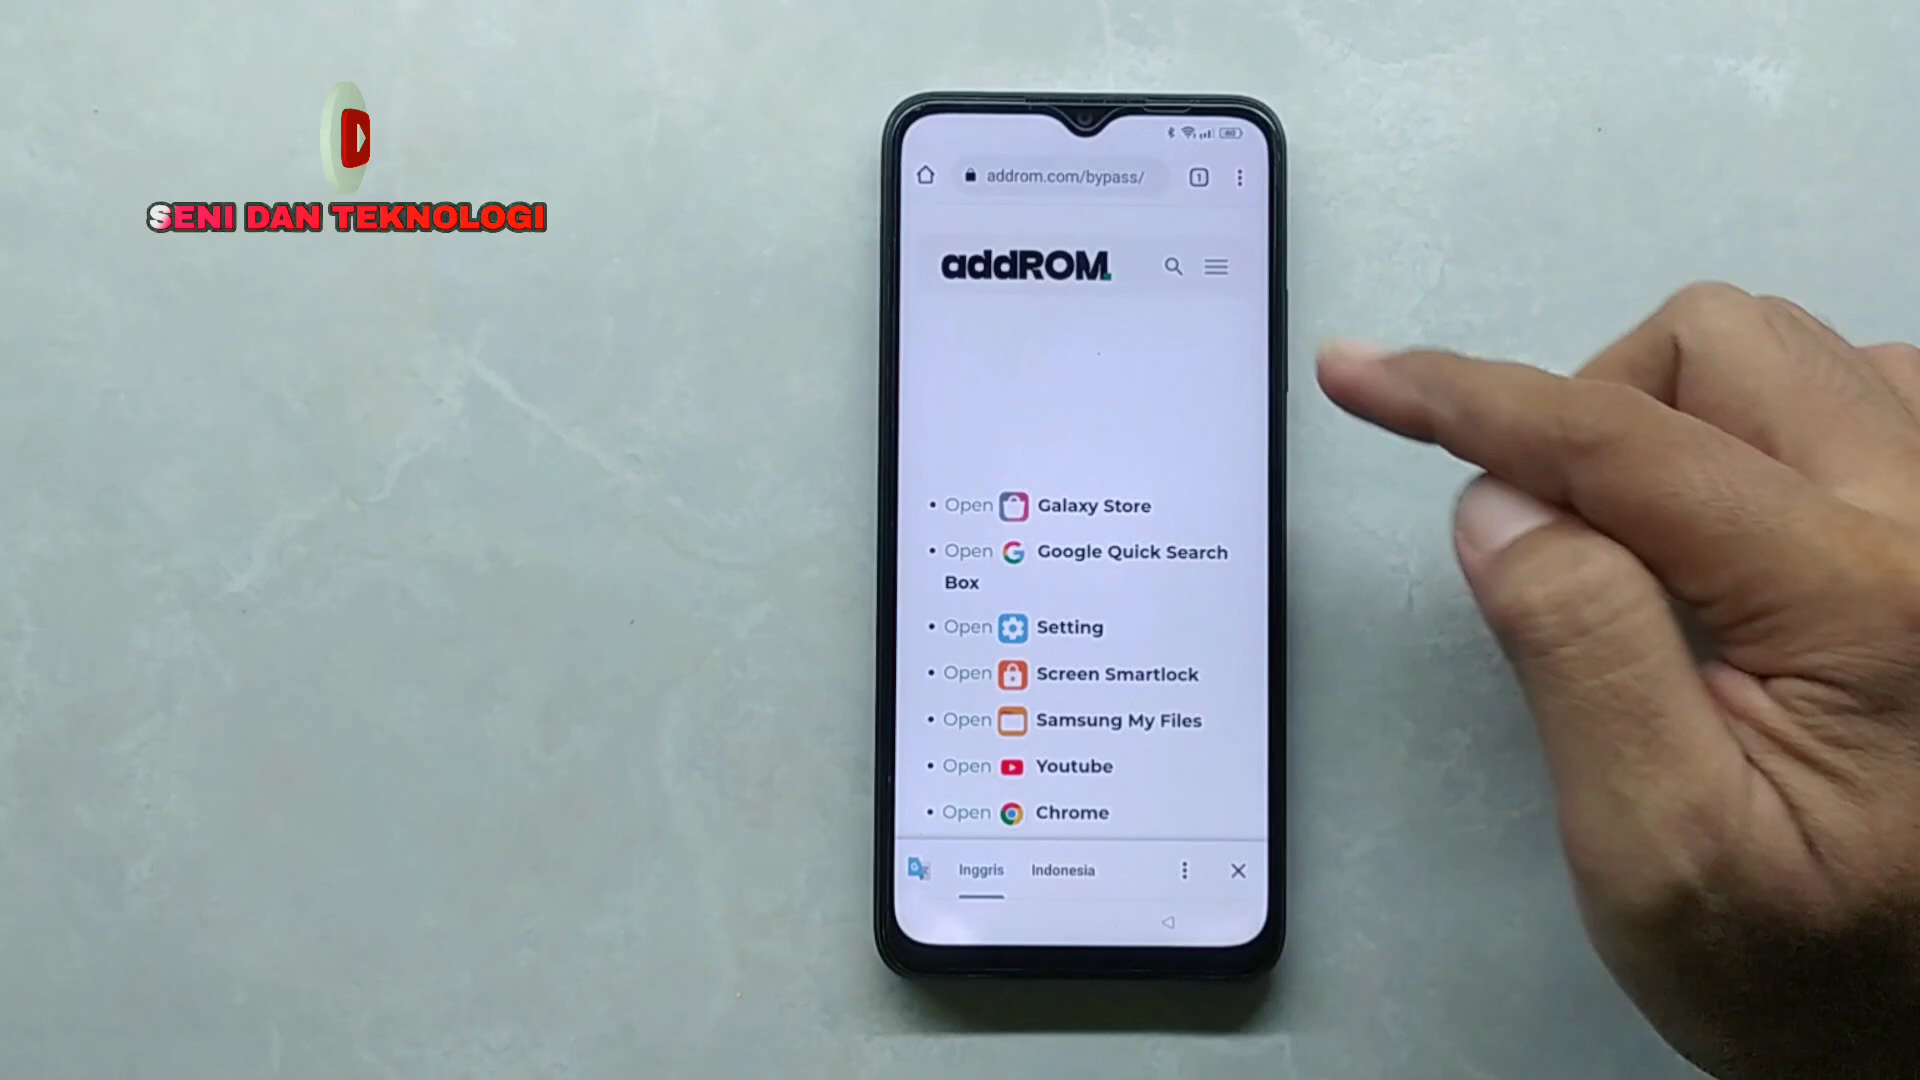 SENI DAN TEKNOLOGI
addrom.com/bypass/
1
addROM.
• Open Galaxy Store
• Open Google Quick Search
Box
• Open Setting
• Open Screen Smartlock
• Open Samsung My Files
• Open Youtube
• Open Chrome
Inggris Indonesia